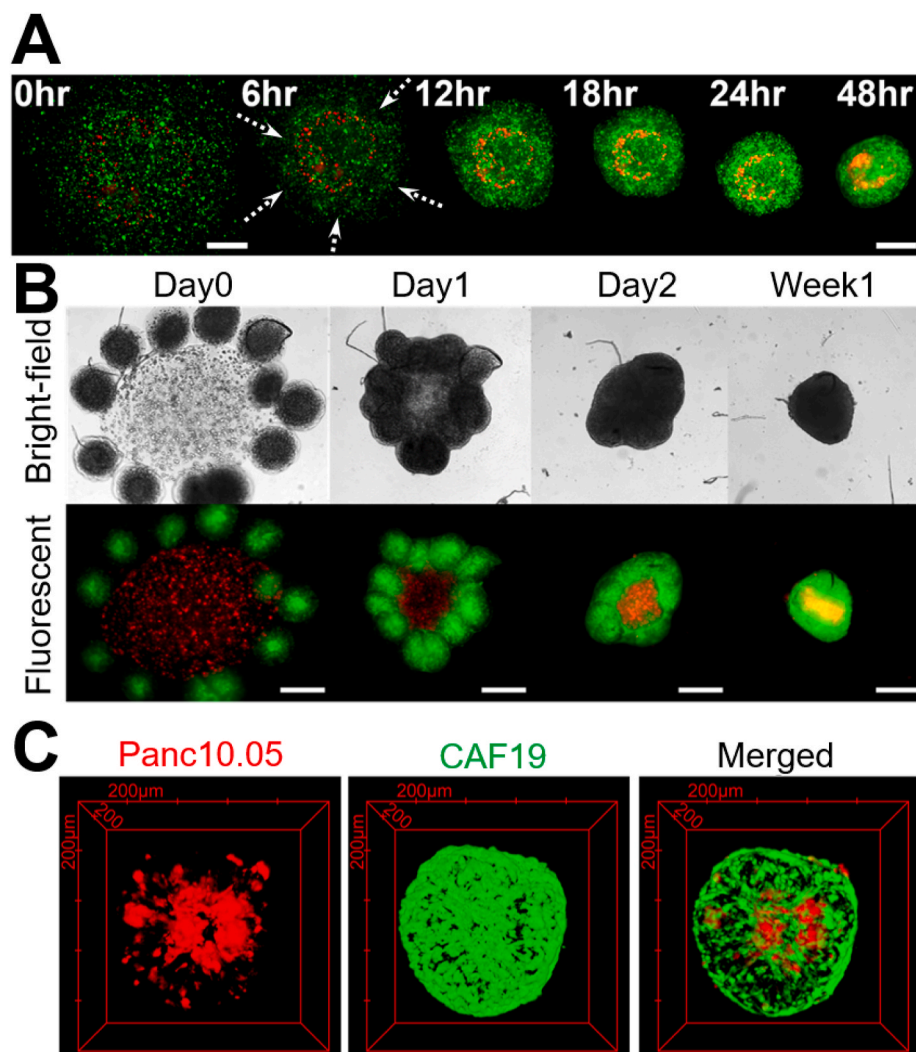 A
0hr 6hr 12hr 18hr 24hr 48hr
B
Day0 Day1 Day2 Week1
Bright-field
Fluorescent
C
Panc10.05 CAF19 Merged
200µm 200µm 200µm
200 200 200
200µm 200µm 200µm